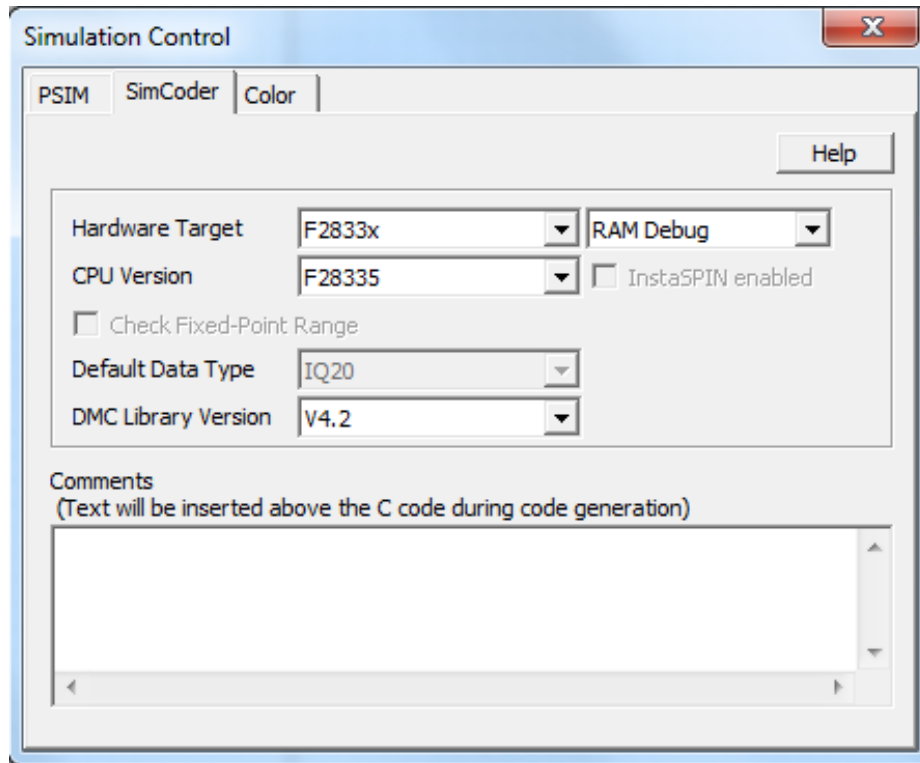 Simulation Control
PSIM SimCoder Color
Help
Hardware Target F2833x RAM Debug
CPU Version F28335 InstaSPIN enabled
Check Fixed-Point Range
Default Data Type IQ20
DMC Library Version V4.2
Comments
(Text will be inserted above the C code during code generation)